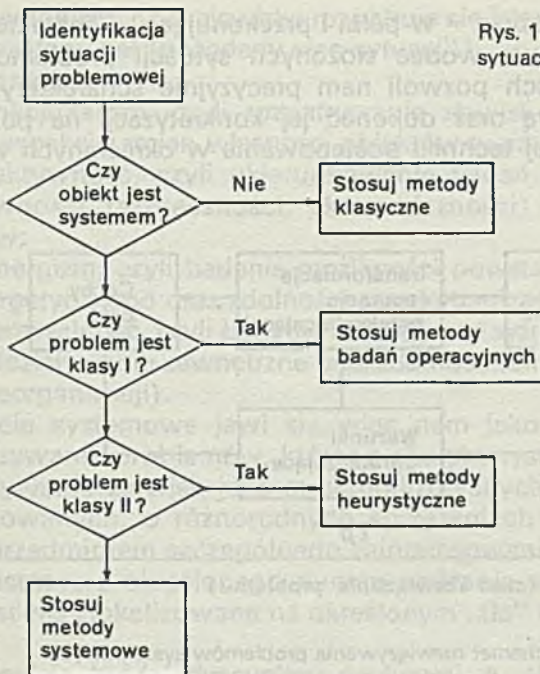 Identyfikacja
sytuacji
problemowej
Rys. 1
sytuac
Czy
obiekt jest
systemem?
Nie
Stosuj metody
klasyczne
Czy
problem jest
klasy I ?
Tak
Stosuj metody
badań operacyjnych
Czy
problem jest
klasy II ?
Tak
Stosuj metody
heurystyczne
Stosuj
metody
systemowe